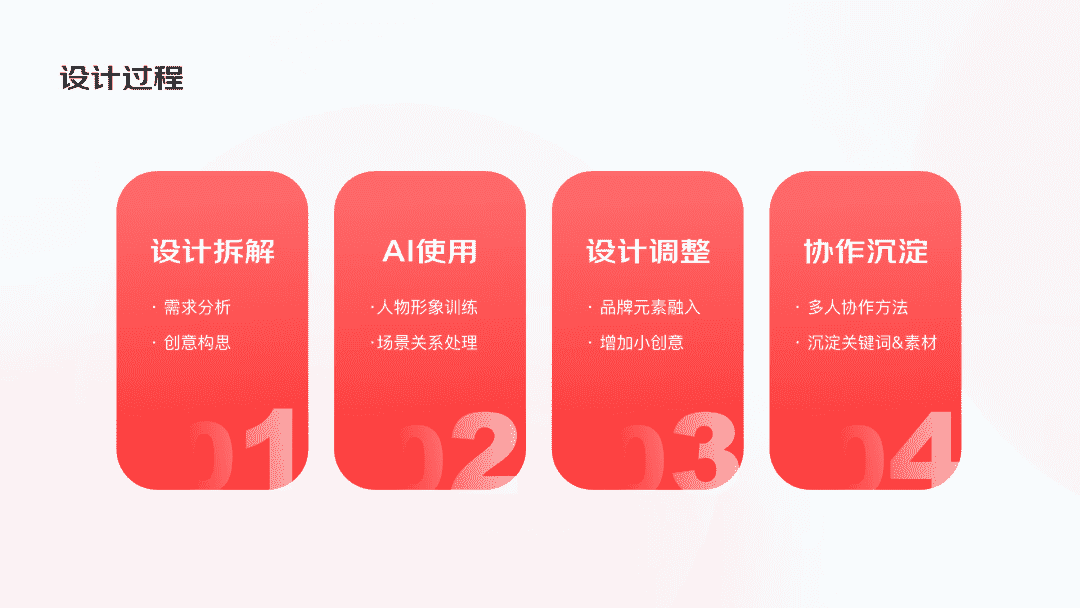 设计过程
设计拆解
· 需求分析
· 创意构思
01
AI使用
·人物形象训练
·场景关系处理
02
设计调整
· 品牌元素融入
· 增加小创意
03
协作沉淀
· 多人协作方法
· 沉淀关键词&素材
04